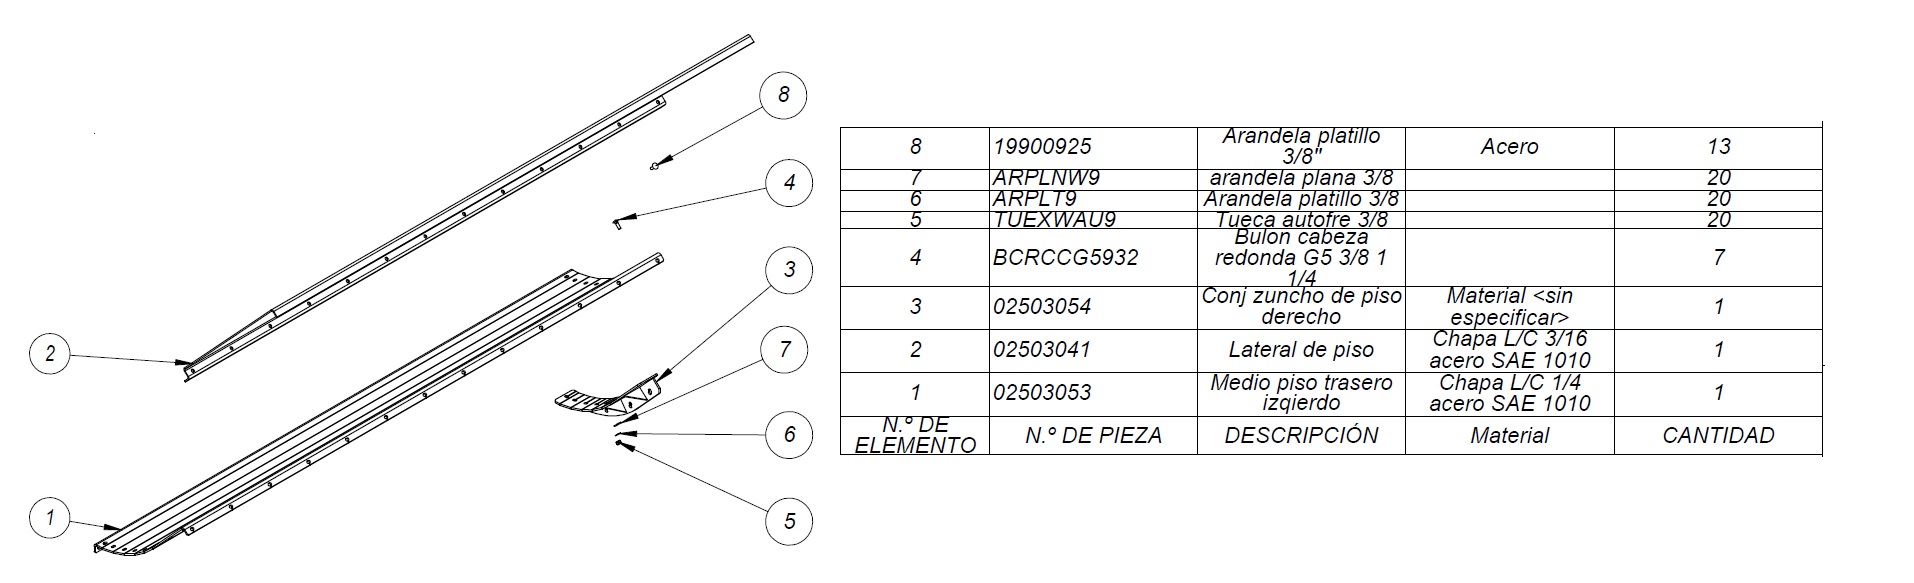 8
4
3
2
7
6
1
5
8 19900925 Arandela platillo 3/8" Acero 13
7 ARPLNW9 arandela plana 3/8 20
6 ARPLT9 Arandela platillo 3/8 20
5 TUEXWAU9 Tueca autofre 3/8 20
4 BCRCCG5932 Bulon cabeza redonda G5 3/8 1 1/4 7
3 02503054 Conj zuncho de piso derecho Material <sin especificar> 1
2 02503041 Lateral de piso Chapa L/C 3/16 acero SAE 1010 1
1 02503053 Medio piso trasero izqierdo Chapa L/C 1/4 acero SAE 1010 1
N.º DE ELEMENTO N.º DE PIEZA DESCRIPCIÓN Material CANTIDAD